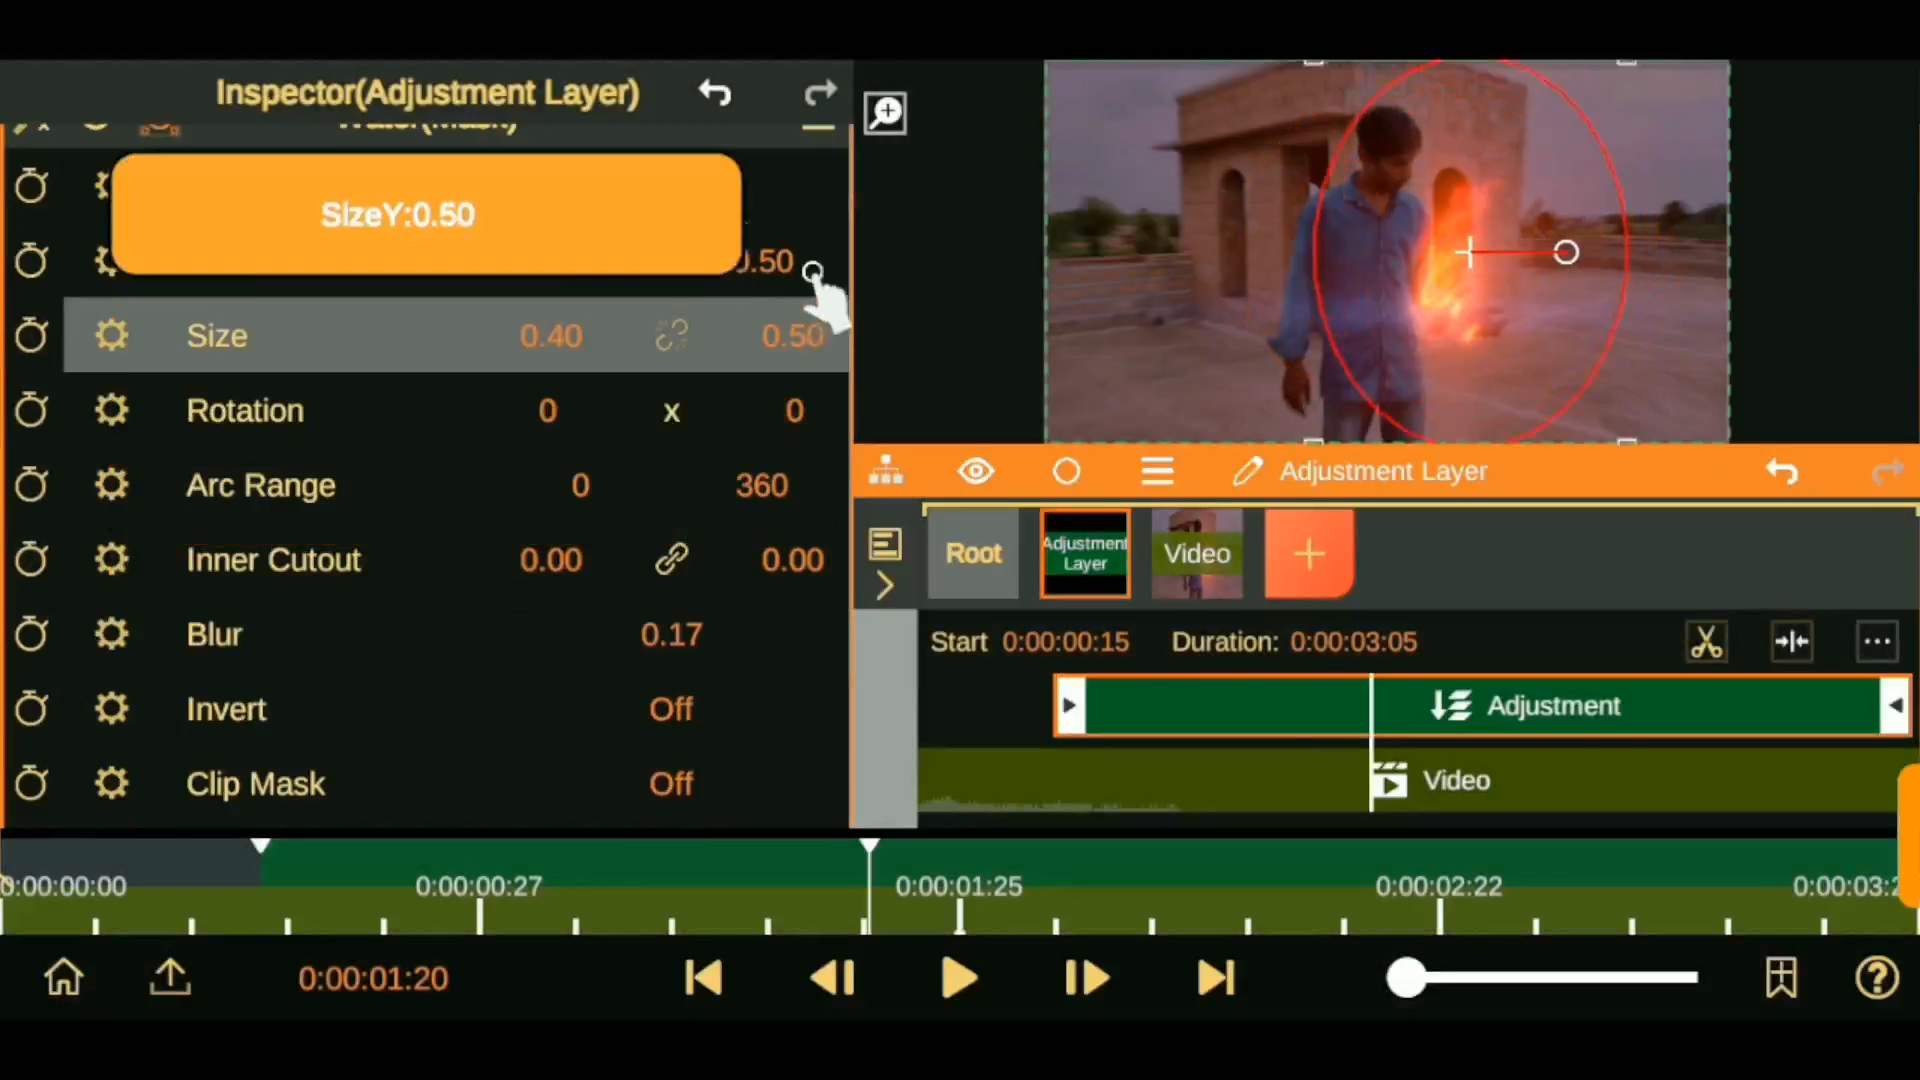 Inspector(Adjustment Layer)
SizeY:0.50
0.50
Size 0.40 0.50
Rotation 0 x 0
Arc Range 0 360
Inner Cutout 0.00 0.00
Blur 0.17
Invert Off
Clip Mask Off
Adjustment Layer
Root
Adjustment
Layer
Video
Start 0:00:00:15 Duration: 0:00:03:05
Adjustment
Video
0:00:00:00 0:00:00:27 0:00:01:25 0:00:02:22
0:00:01:20